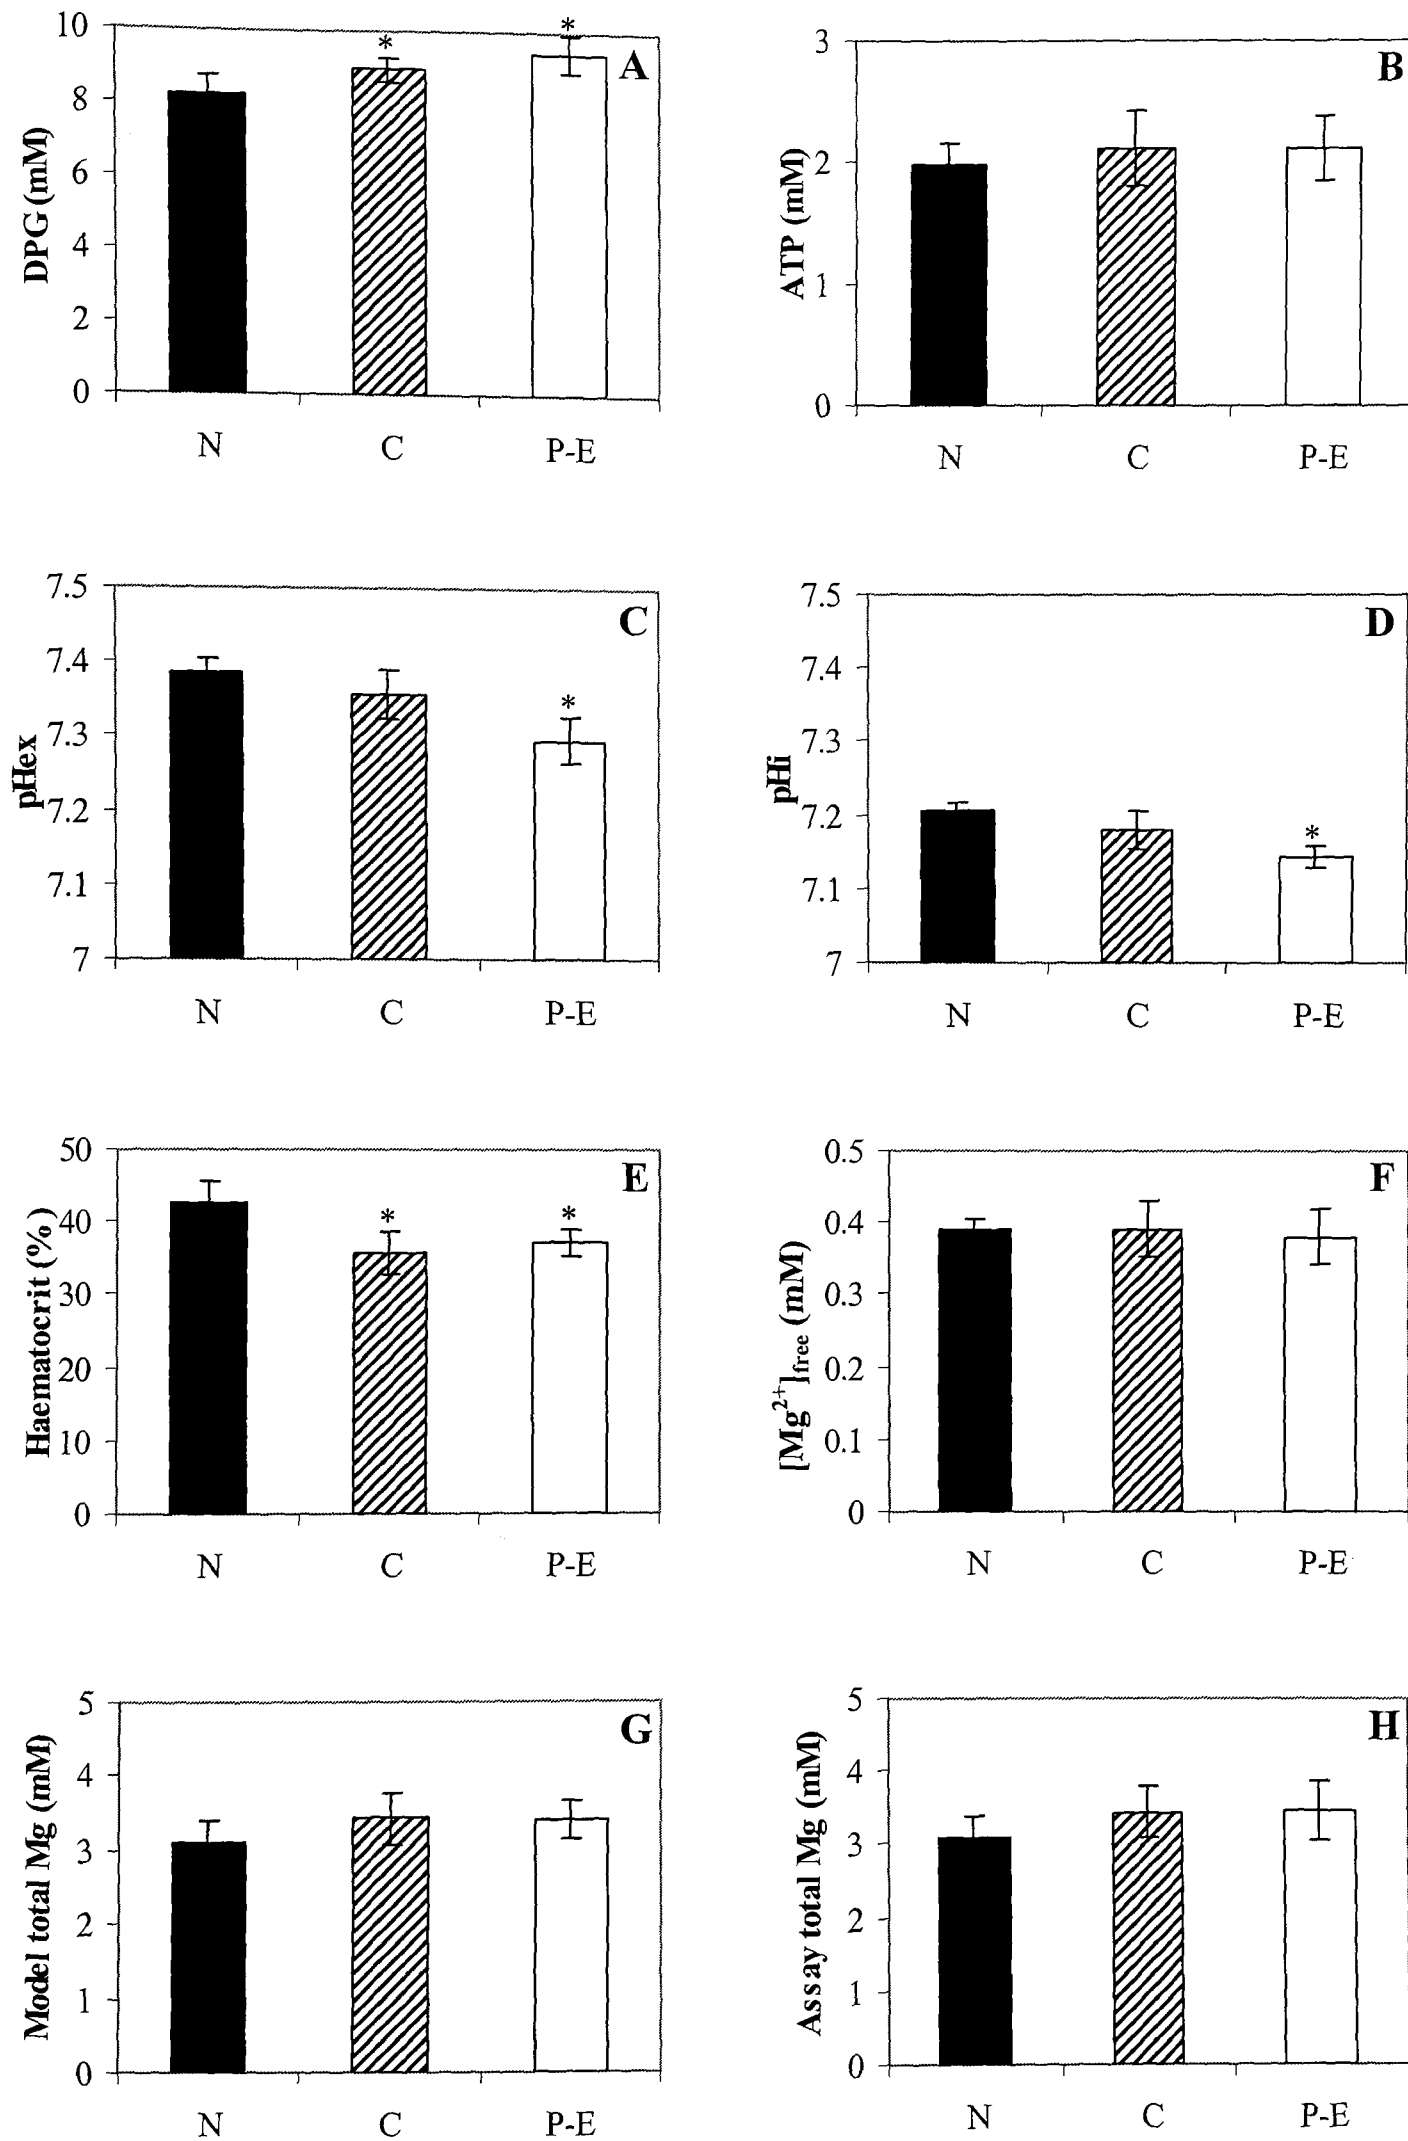 10
8
6
4
2
0
DPG (mM)
*
*
A
N
C
P-E
3
2
1
0
ATP (mM)
B
N
C
P-E
7.5
7.4
7.3
7.2
7.1
7
pHex
*
C
N
C
P-E
7.5
7.4
7.3
7.2
7.1
7
pHi
*
D
N
C
P-E
50
40
30
20
10
0
Haematocrit (%)
*
*
E
N
C
P-E
0.5
0.4
0.3
0.2
0.1
0
[Mg2+]free (mM)
F
N
C
P-E
5
4
3
2
1
0
Model total Mg (mM)
G
N
C
P-E
5
4
3
2
1
0
Assay total Mg (mM)
H
N
C
P-E